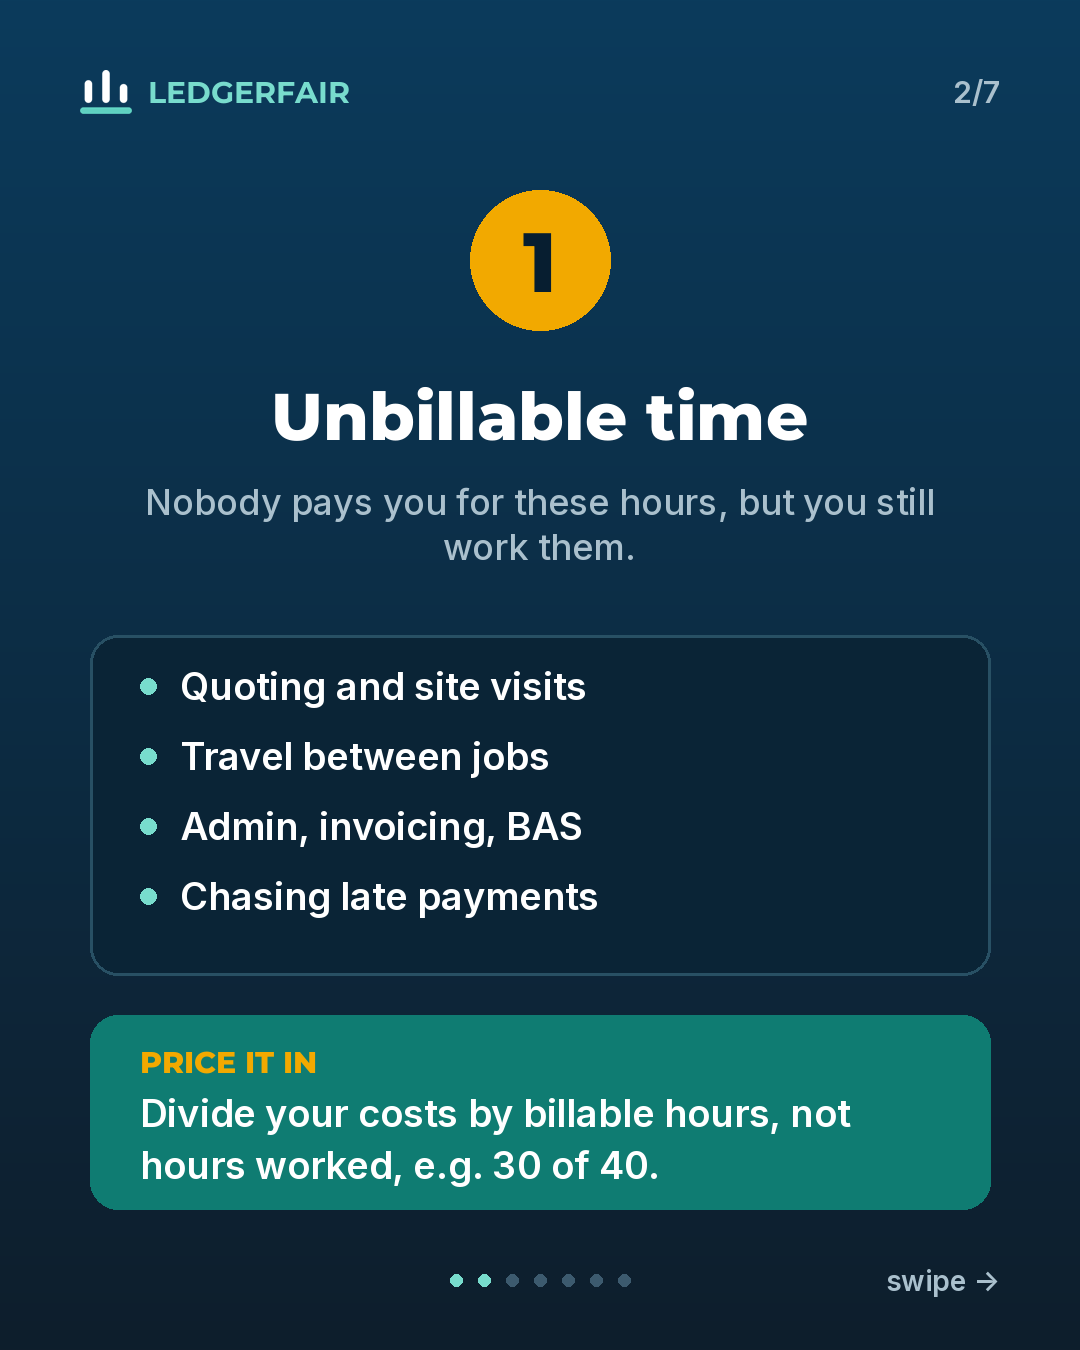 LEDGERFAIR
2/7
1
Unbillable time
Nobody pays you for these hours, but you still
work them.
Quoting and site visits
Travel between jobs
Admin, invoicing, BAS
Chasing late payments
PRICE IT IN
Divide your costs by billable hours, not
hours worked, e.g. 30 of 40.
swipe →